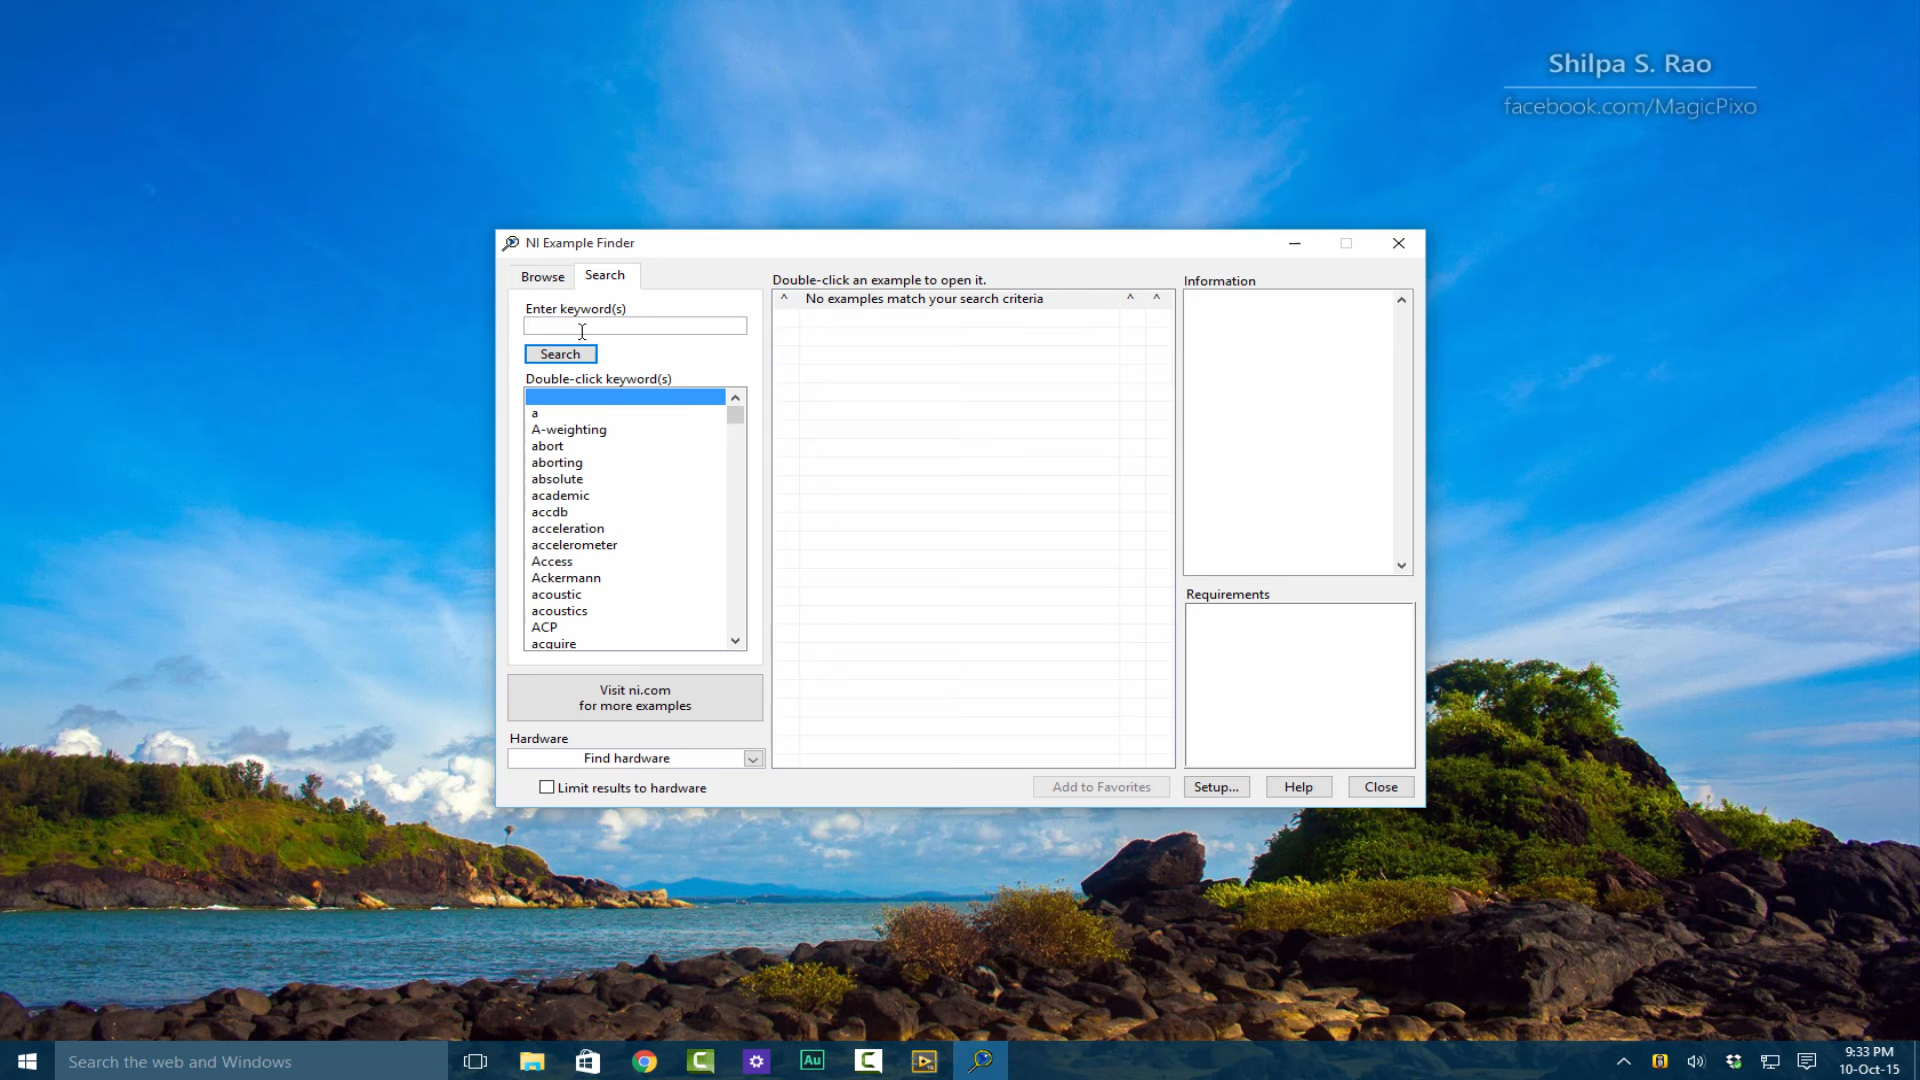 Shilpa S. Rao
facebook.com/MagicPixo
NI Example Finder
Browse
Search
Enter keyword(s)
Search
Double-click keyword(s)
a
A-weighting
abort
aborting
absolute
academic
accdb
acceleration
accelerometer
Access
Ackermann
acoustic
acoustics
ACP
acquire
Visit ni.com
for more examples
Hardware
Find hardware
Limit results to hardware
Double-click an example to open it.
No examples match your search criteria
Information
Requirements
Add to Favorites
Setup...
Help
Close
Search the web and Windows
Au
9:33 PM
10-Oct-15